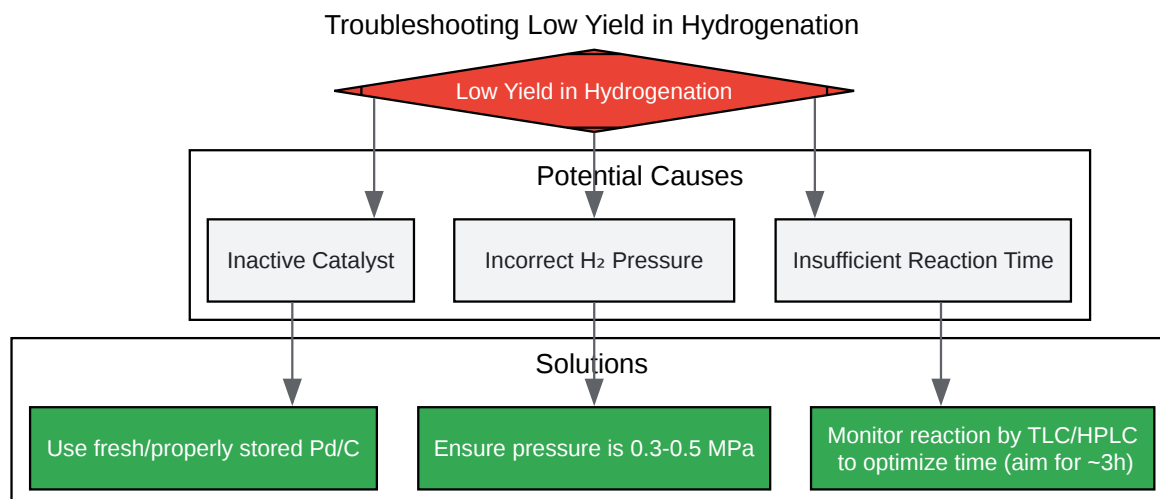 Troubleshooting Low Yield in Hydrogenation
Low Yield in Hydrogenation
Potential Causes
Inactive Catalyst
Incorrect H₂ Pressure
Insufficient Reaction Time
Solutions
Use fresh/properly stored Pd/C
Ensure pressure is 0.3-0.5 MPa
Monitor reaction by TLC/HPLC
to optimize time (aim for ~3h)